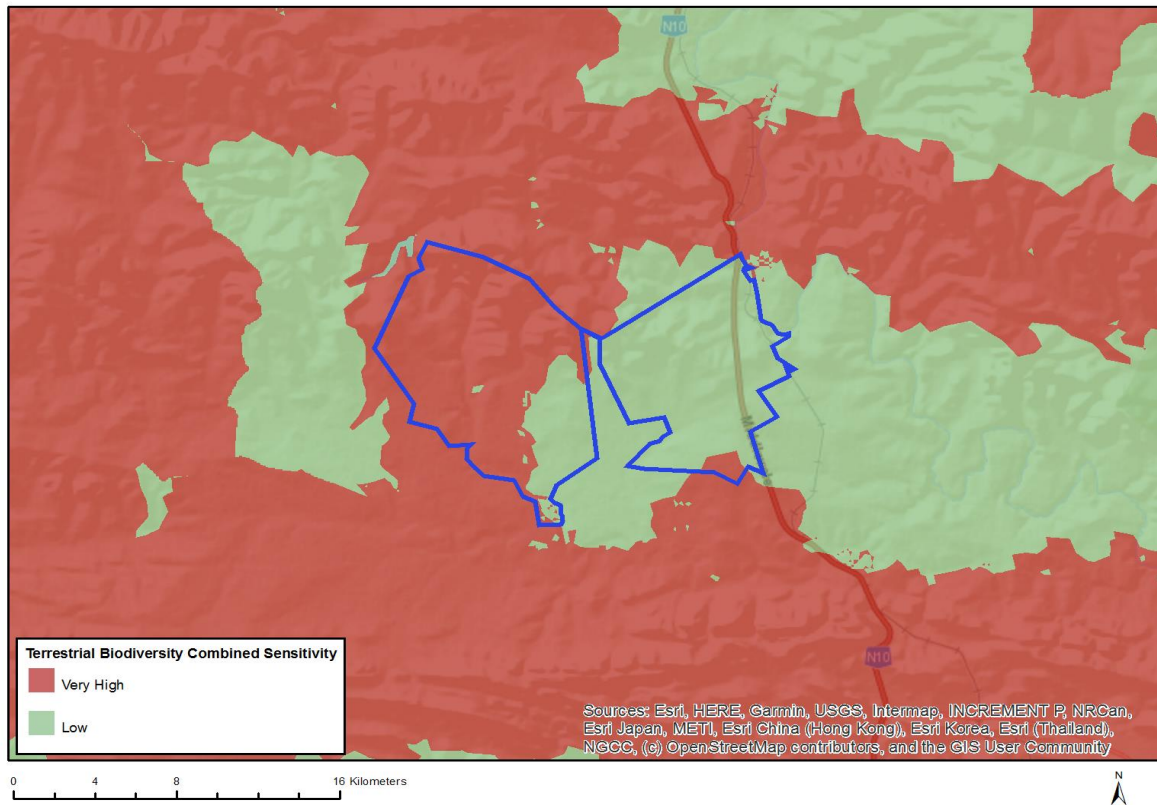 N10
N10
Terrestrial Biodiversity Combined Sensitivity
Very High
Low
Sources: Esri, HERE, Garmin, USGS, Intermap, INCREMENT P, NRCan,
Esri Japan, METI, Esri China (Hong Kong), Esri Korea, Esri (Thailand),
NGCC, (c) OpenStreetMap contributors, and the GIS User Community
0 4 8 16 Kilometers
N